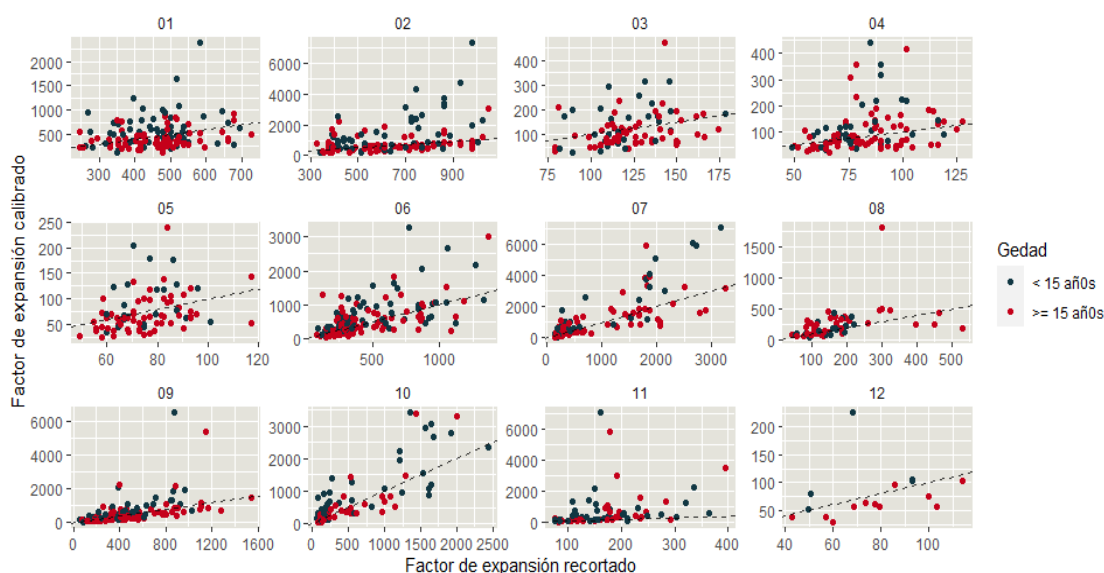 01 02 03 04
2000 1500 1000 500
300 400 500 600 700
6000 4000 2000 0
300 400 500 600 700 800 900
400 300 200 100
75 100 125 150 175
400 300 200 100 0
50 75 100 125
05 06 07 08
250 200 150 100 50
60 80 100 120
3000 2000 1000 0
500 1000
6000 4000 2000 0
0 1000 2000 3000
1500 1000 500 0
100 200 300 400 500
09 10 11 12
6000 4000 2000 0
0 400 800 1200 1600
3000 2000 1000 0
0 500 1000 1500 2000 2500
6000 4000 2000 0
100 200 300 400
200 150 100 50
40 60 80 100
Factor de expansión calibrado
Factor de expansión recortado
Gedad
< 15 añ0s
>= 15 añ0s